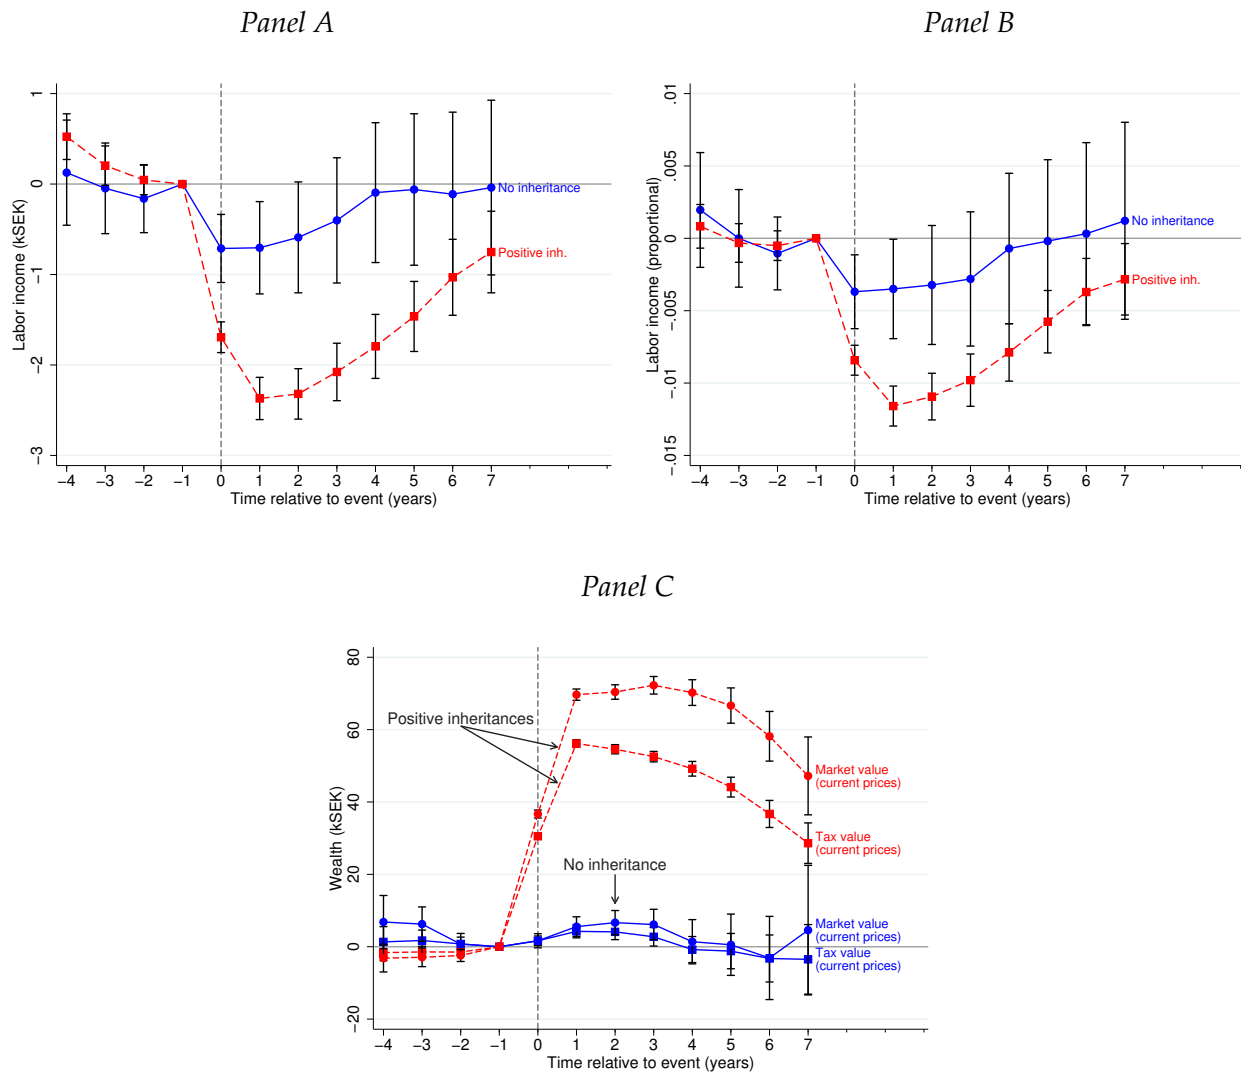 Panel A
Labor income (kSEK)
1
0
−1
−2
−3
No inheritance
Positive inh.
−4 −3 −2 −1 0 1 2 3 4 5 6 7
Time relative to event (years)
Panel B
Labor income (proportional)
.01
.005
0
−.005
−.01
−.015
No inheritance
Positive inh.
−4 −3 −2 −1 0 1 2 3 4 5 6 7
Time relative to event (years)
Panel C
Wealth (kSEK)
80
60
40
20
0
−20
Positive inheritances
No inheritance
Market value
(current prices)
Tax value
(current prices)
Market value
(current prices)
Tax value
(current prices)
−4 −3 −2 −1 0 1 2 3 4 5 6 7
Time relative to event (years)